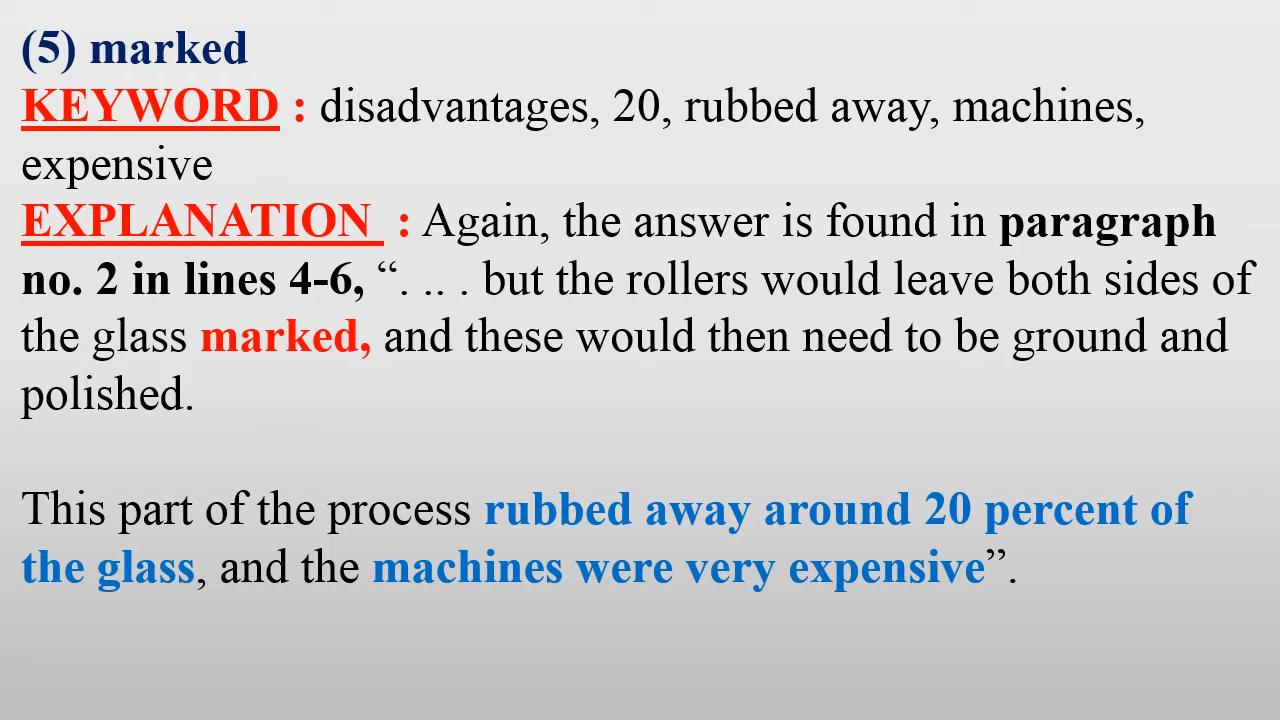 (5) marked
KEYWORD : disadvantages, 20, rubbed away, machines,
expensive
EXPLANATION : Again, the answer is found in paragraph
no. 2 in lines 4-6, “. .. . but the rollers would leave both sides of
the glass marked, and these would then need to be ground and
polished.
This part of the process rubbed away around 20 percent of
the glass, and the machines were very expensive”.